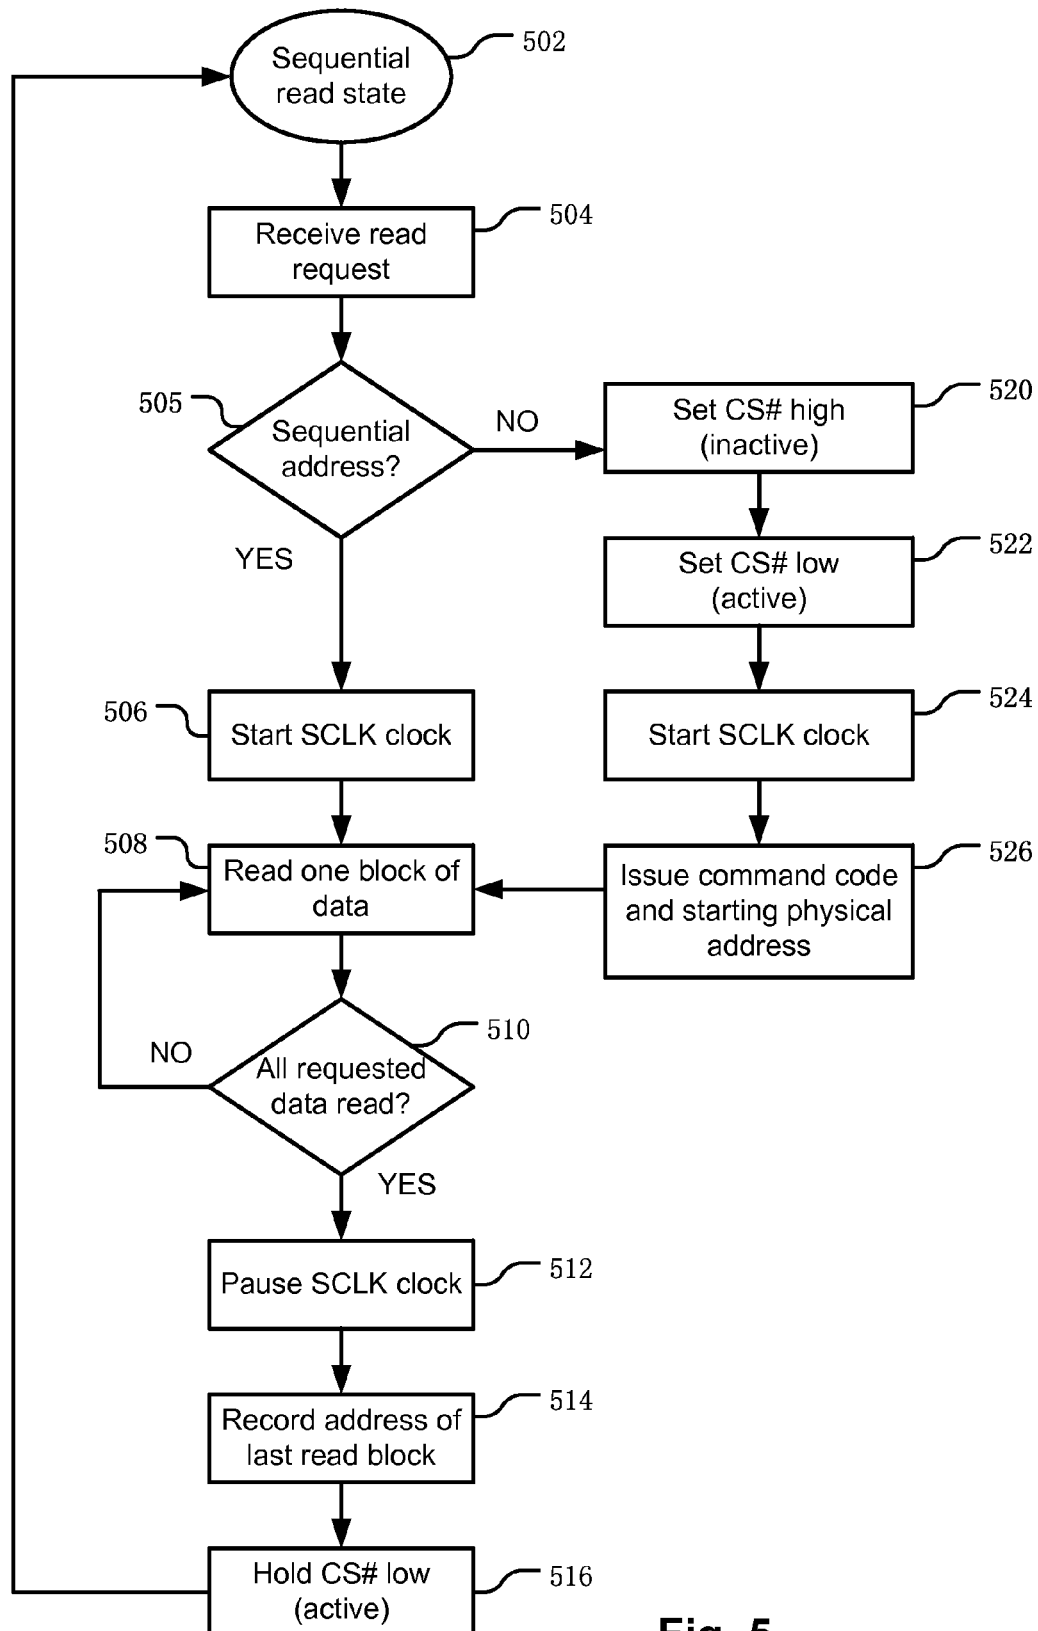 Sequential
read state
502
Receive read
request
504
505
Sequential
address?
NO
YES
Set CS# high
(inactive)
520
Set CS# low
(active)
522
506
Start SCLK clock
Start SCLK clock
524
508
Read one block of
data
Issue command code
and starting physical
address
526
510
All requested
data read?
NO
YES
Pause SCLK clock
512
Record address of
last read block
514
Hold CS# low
(active)
516
Fig. 5